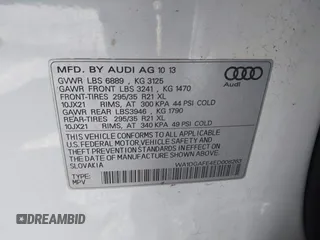 MFD. BY AUDI AG 10 13
GVWR LBS 6889 , KG 3125
GAWR FRONT LBS 3241 , KG 1470
FRONT-TIRES 295/35 R21 XL
10JX21 RIMS, AT 300 KPA 44 PSI COLD
GAWR REAR LBS3946 , KG 1790
REAR-TIRES 295/35 R21 XL
10JX21 RIMS, AT 340 KPA 49 PSI COLD
THIS VEHICLE CONFORMS TO ALL APPLICABLE
U.S. FEDERAL MOTOR VEHICLE SAFETY AND
THEFT PREVENTION STANDARDS IN EFFECT ON THE
DATE OF MANUFACTURE SHOWN ABOVE.
SLOVAKIA
TYPE:
MPV
Audi
AUTOHELPERBOT.COM